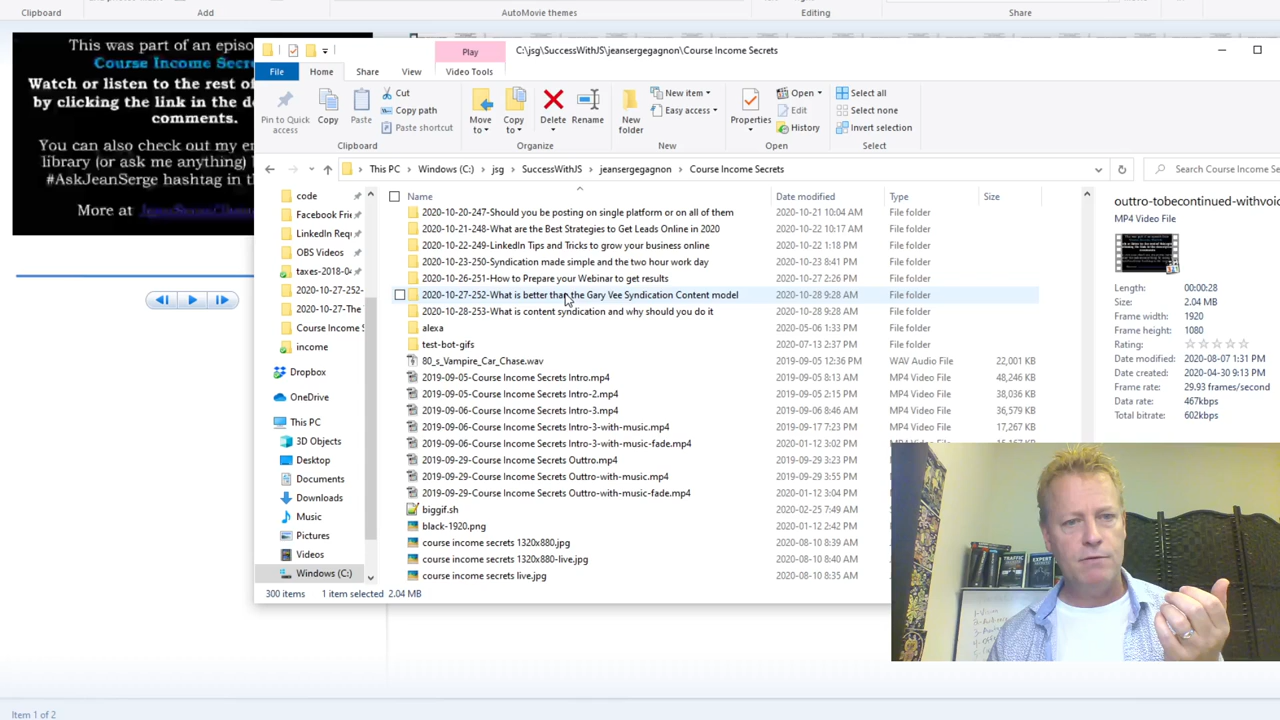 Clipboard
Add
AutoMovie themes
Editing
Share
This was part of an episo
Course Income Secre
Watch or listen to the rest of
by clicking the link in the de
comments.
You can also check out my en
library (or ask me anything)
#AskJeanSerge hashtag in th
More at
Play
C:\jsg\SuccessWithJS\jeansergegagnon\Course Income Secrets
File
Home
Share
View
Video Tools
Pin to Quick access
Copy
Paste
Cut
Copy path
Paste shortcut
Clipboard
Move to
Copy to
Delete
Rename
Organize
New folder
New item
Easy access
New
Properties
Open
Edit
History
Open
Select all
Select none
Invert selection
Select
This PC
Windows (C:)
jsg
SuccessWithJS
jeansergegagnon
Course Income Secrets
Search Course Income Se
code
Facebook Frie
LinkedIn Requ
OBS Videos
taxes-2018-04
2020-10-27-252-
2020-10-27-The
Course Income S
income
Dropbox
OneDrive
This PC
3D Objects
Desktop
Documents
Downloads
Music
Pictures
Videos
Windows (C:)
Name Date modified Type Size
2020-10-20-247-Should you be posting on single platform or on all of them 2020-10-21 10:04 AM File folder
2020-10-21-248-What are the Best Strategies to Get Leads Online in 2020 2020-10-22 10:17 AM File folder
2020-10-22-249-LinkedIn Tips and Tricks to grow your business online 2020-10-22 1:18 PM File folder
2020-10-23-250-Syndication made simple and the two hour work day 2020-10-23 8:41 PM File folder
2020-10-26-251-How to Prepare your Webinar to get results 2020-10-27 2:26 PM File folder
2020-10-27-252-What is better than the Gary Vee Syndication Content model 2020-10-28 9:28 AM File folder
2020-10-28-253-What is content syndication and why should you do it 2020-10-28 9:28 AM File folder
alexa 2020-05-06 1:33 PM File folder
test-bot-gifs 2020-07-13 2:37 PM File folder
80_s_Vampire_Car_Chase.wav 2019-09-05 12:36 PM WAV Audio File 22,001 KB
2019-09-05-Course Income Secrets Intro.mp4 2019-09-05 8:13 AM MP4 Video File 48,246 KB
2019-09-05-Course Income Secrets Intro-2.mp4 2019-09-05 2:15 PM MP4 Video File 38,036 KB
2019-09-06-Course Income Secrets Intro-3.mp4 2019-09-06 8:46 AM MP4 Video File 36,579 KB
2019-09-06-Course Income Secrets Intro-3-with-music.mp4 2019-09-17 7:23 PM MP4 Video File 17,267 KB
2019-09-06-Course Income Secrets Intro-3-with-music-fade.mp4 2020-01-12 3:02 PM MP4 Video File
2019-09-29-Course Income Secrets Outtro.mp4 2019-09-29 3:23 PM MP4 Video File
2019-09-29-Course Income Secrets Outtro-with-music.mp4 2019-09-29 3:55 PM MP4 Video File
2019-09-29-Course Income Secrets Outtro-with-music-fade.mp4 2020-01-12 3:04 PM MP4 Video File
biggif.sh 2020-02-25 7:49 AM
black-1920.png 2020-01-12 2:42 PM
course income secrets 1320x880.jpg 2020-08-10 8:39 AM
course income secrets 1320x880-live.jpg 2020-08-10 8:40 AM
course income secrets live.jpg 2020-08-10 8:35 AM
300 items 1 item selected 2.04 MB
outtro-tobecontinued-withvoic
MP4 Video File
Length: 00:00:28
Size: 2.04 MB
Frame width: 1920
Frame height: 1080
Rating:
Date modified: 2020-08-07 1:31 PM
Date created: 2020-04-30 9:13 PM
Frame rate: 29.93 frames/second
Data rate: 467kbps
Total bitrate: 602kbps
EXPERT
Item 1 of 2